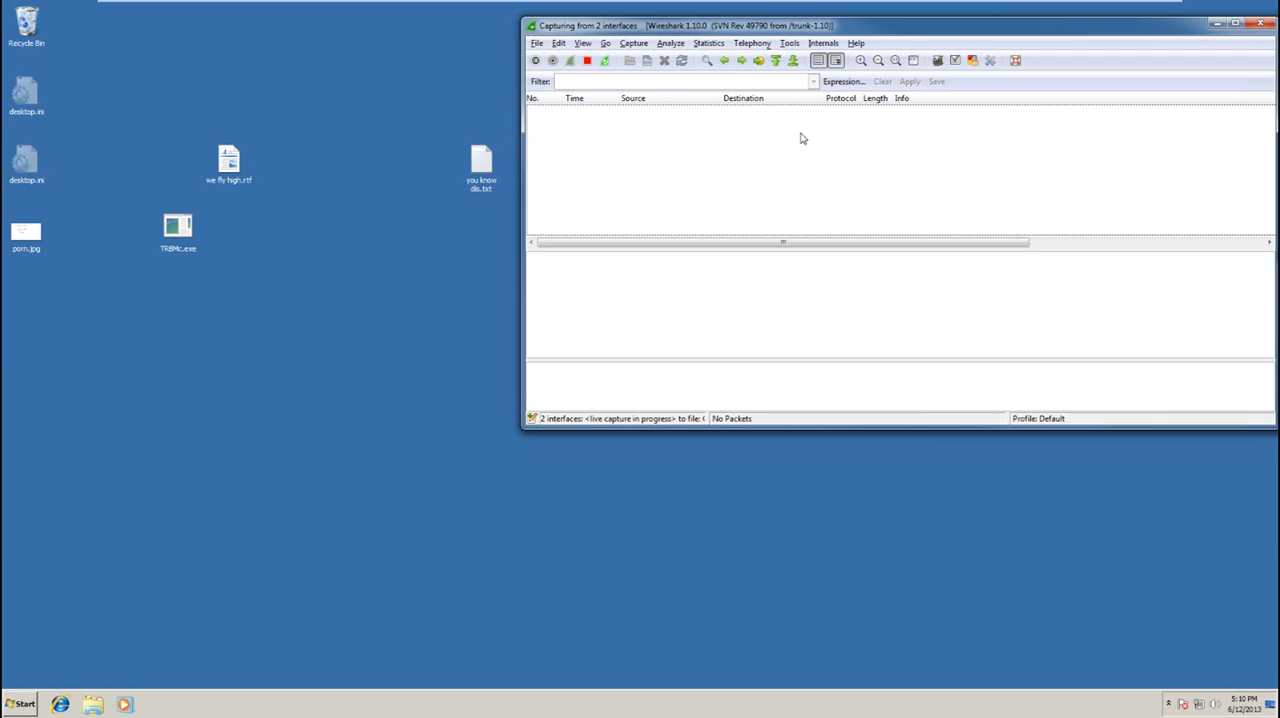 Recycle Bin
desktop.ini
desktop.ini
porn.jpg
we fly high.rtf
TRBMc.exe
you know
dis.txt
Capturing from 2 interfaces [Wireshark 1.10.0 (SVN Rev 49790 from /trunk-1.10)]
File Edit View Go Capture Analyze Statistics Telephony Tools Internals Help
Filter: Expression... Clear Apply Save
No. Time Source Destination Protocol Length Info
2 interfaces: <live capture in progress> to file: No Packets Profile: Default
Start
5:10 PM
6/12/2013